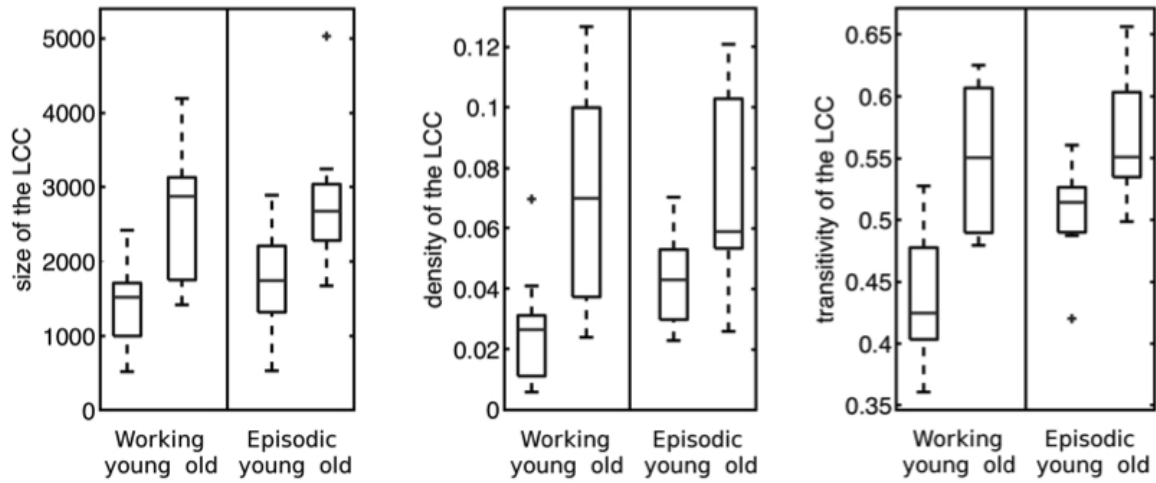 size of the LCC
5000
4000
3000
2000
1000
0
Working Episodic
young old young old
density of the LCC
0.12
0.1
0.08
0.06
0.04
0.02
0
Working Episodic
young old young old
transitivity of the LCC
0.65
0.6
0.55
0.5
0.45
0.4
0.35
Working Episodic
young old young old